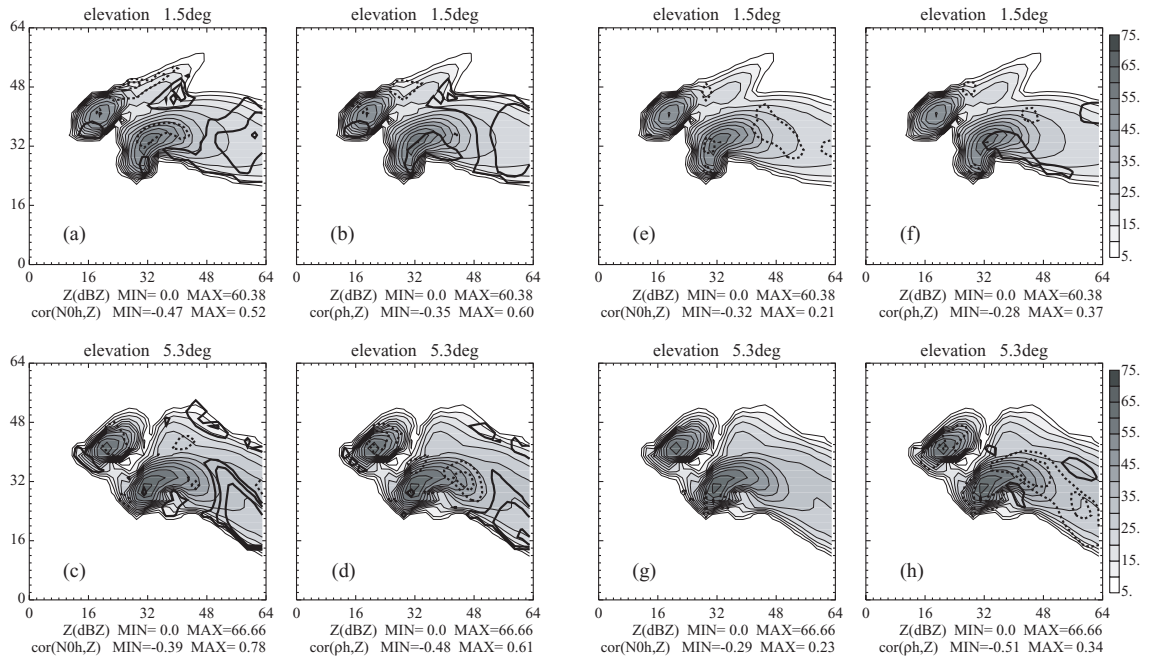 elevation 1.5deg
64
48
32
16
0
(a)
0 16 32 48 64
Z(dBZ) MIN= 0.0 MAX=60.38
cor(N0h,Z) MIN=-0.47 MAX= 0.52
elevation 1.5deg
(b)
0 16 32 48 64
Z(dBZ) MIN= 0.0 MAX=60.38
cor(ρh,Z) MIN=-0.35 MAX= 0.60
elevation 1.5deg
(e)
0 16 32 48 64
Z(dBZ) MIN= 0.0 MAX=60.38
cor(N0h,Z) MIN=-0.32 MAX= 0.21
elevation 1.5deg
(f)
0 16 32 48 64
Z(dBZ) MIN= 0.0 MAX=60.38
cor(ρh,Z) MIN=-0.28 MAX= 0.37
75.
65.
55.
45.
35.
25.
15.
5.
elevation 5.3deg
64
48
32
16
0
(c)
0 16 32 48 64
Z(dBZ) MIN= 0.0 MAX=66.66
cor(N0h,Z) MIN=-0.39 MAX= 0.78
elevation 5.3deg
(d)
0 16 32 48 64
Z(dBZ) MIN= 0.0 MAX=66.66
cor(ρh,Z) MIN=-0.48 MAX= 0.61
elevation 5.3deg
(g)
0 16 32 48 64
Z(dBZ) MIN= 0.0 MAX=66.66
cor(N0h,Z) MIN=-0.29 MAX= 0.23
elevation 5.3deg
(h)
0 16 32 48 64
Z(dBZ) MIN= 0.0 MAX=66.66
cor(ρh,Z) MIN=-0.51 MAX= 0.34
75.
65.
55.
45.
35.
25.
15.
5.